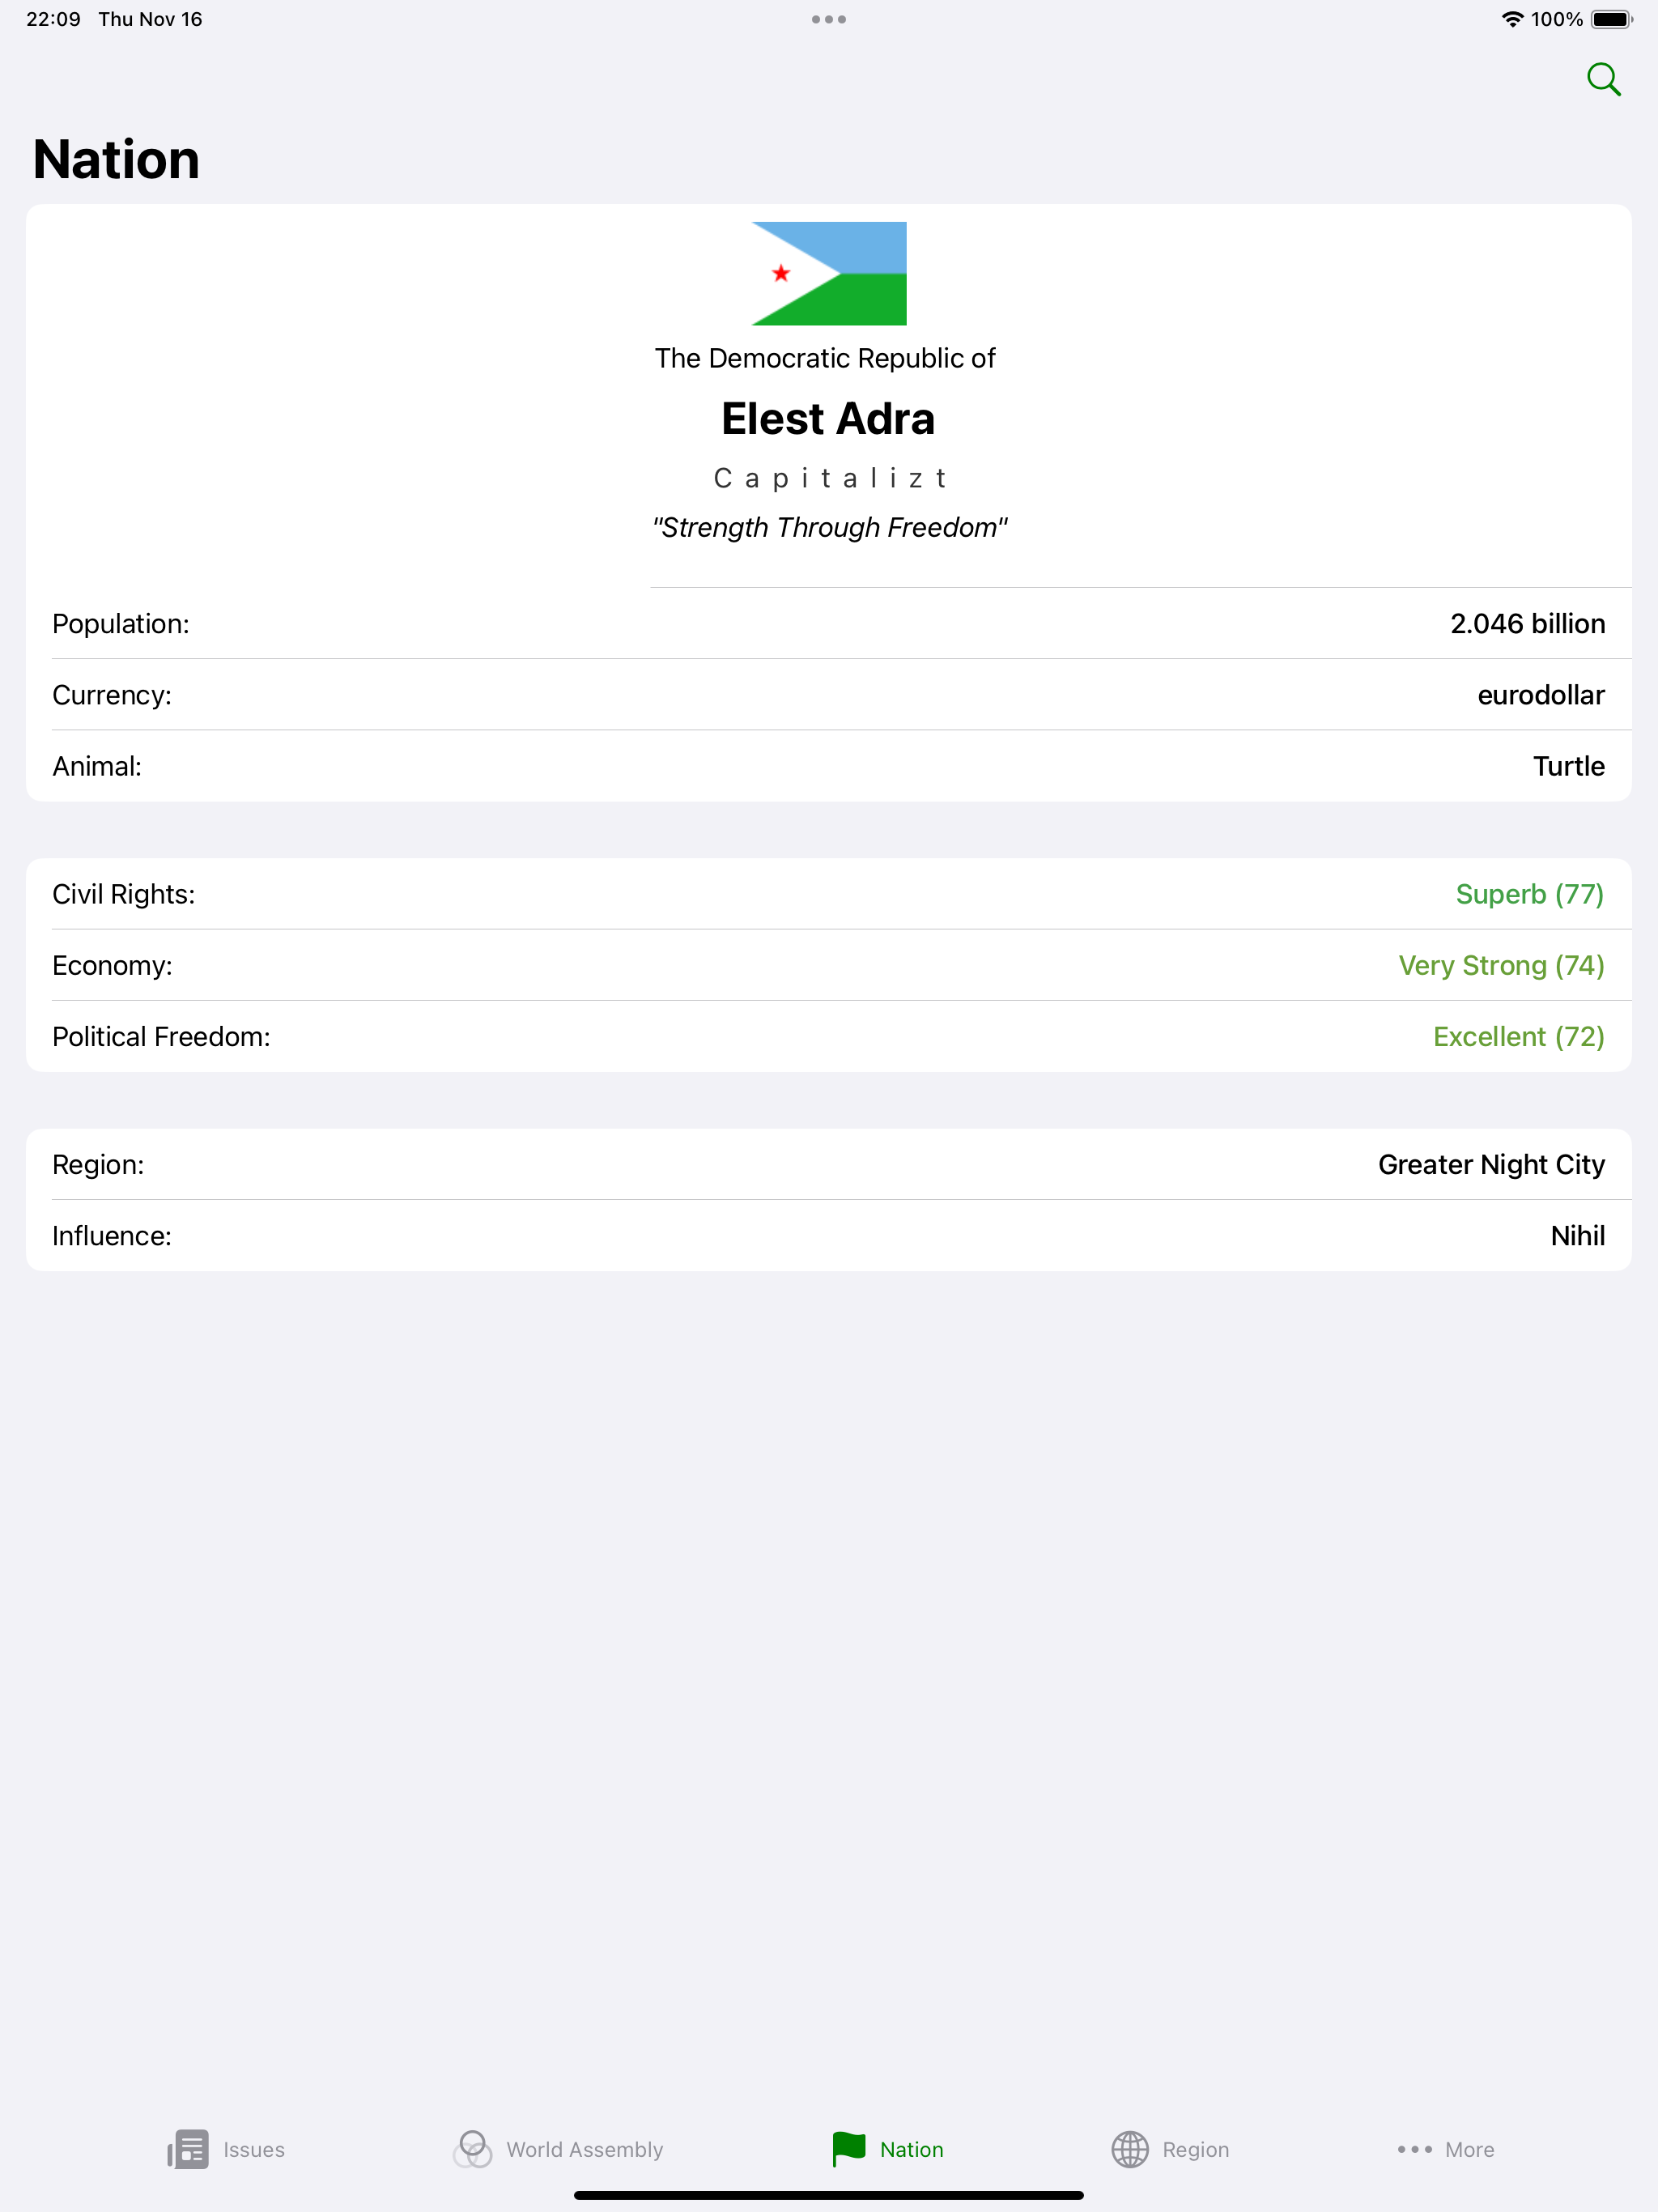 22:09 Thu Nov 16 100%
Nation
The Democratic Republic of
Elest Adra
Capitalizt
"Strength Through Freedom"
Population: 2.046 billion
Currency: eurodollar
Animal: Turtle
Civil Rights: Superb (77)
Economy: Very Strong (74)
Political Freedom: Excellent (72)
Region: Greater Night City
Influence: Nihil
Issues World Assembly Nation Region More